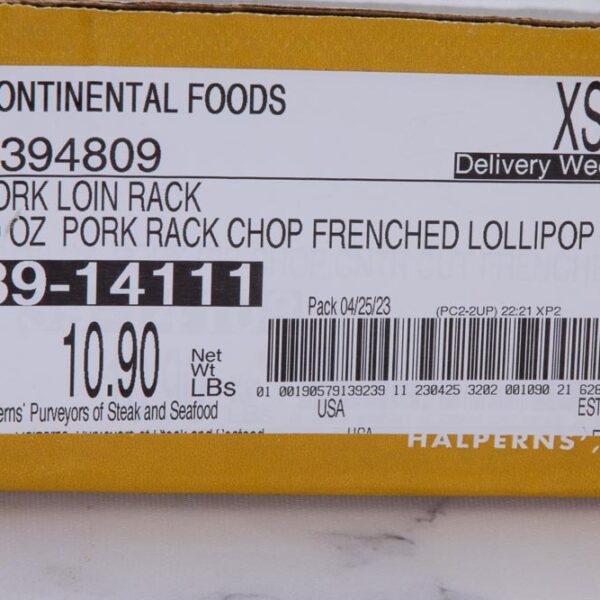 ONTINENTAL FOODS
XS
394809
Delivery Wee
ORK LOIN RACK
OZ PORK RACK CHOP FRENCHED LOLLIPOP
39-14111
Pack 04/25/23
(PC2-2UP) 22:21 XP2
10.90
Net
Wt
LBs
01 00190579139239 11 230425 3202 001090 21 628
erns' Purveyors of Steak and Seafood
USA
EST
HALPERNS'